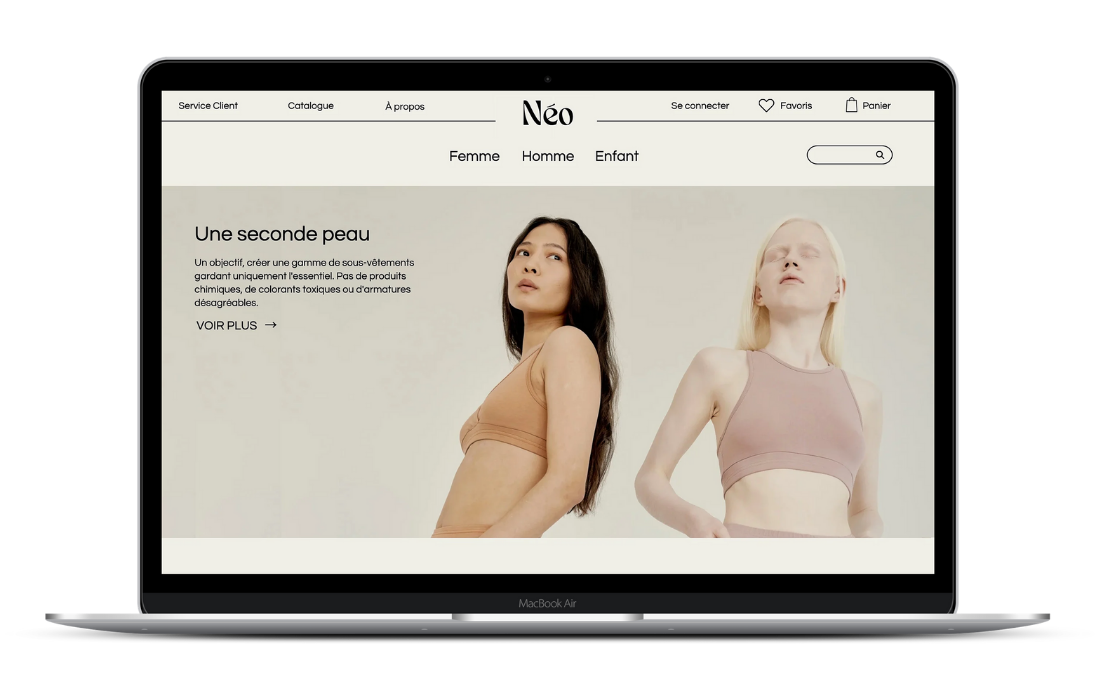 Service Client
Catalogue
À propos
Néo
Se connecter
Favoris
Panier
Femme
Homme
Enfant
Une seconde peau
Un objectif, créer une gamme de sous-vêtements
gardant uniquement l'essentiel. Pas de produits
chimiques, de colorants toxiques ou d'armatures
désagréables.
VOIR PLUS →
MacBook Air